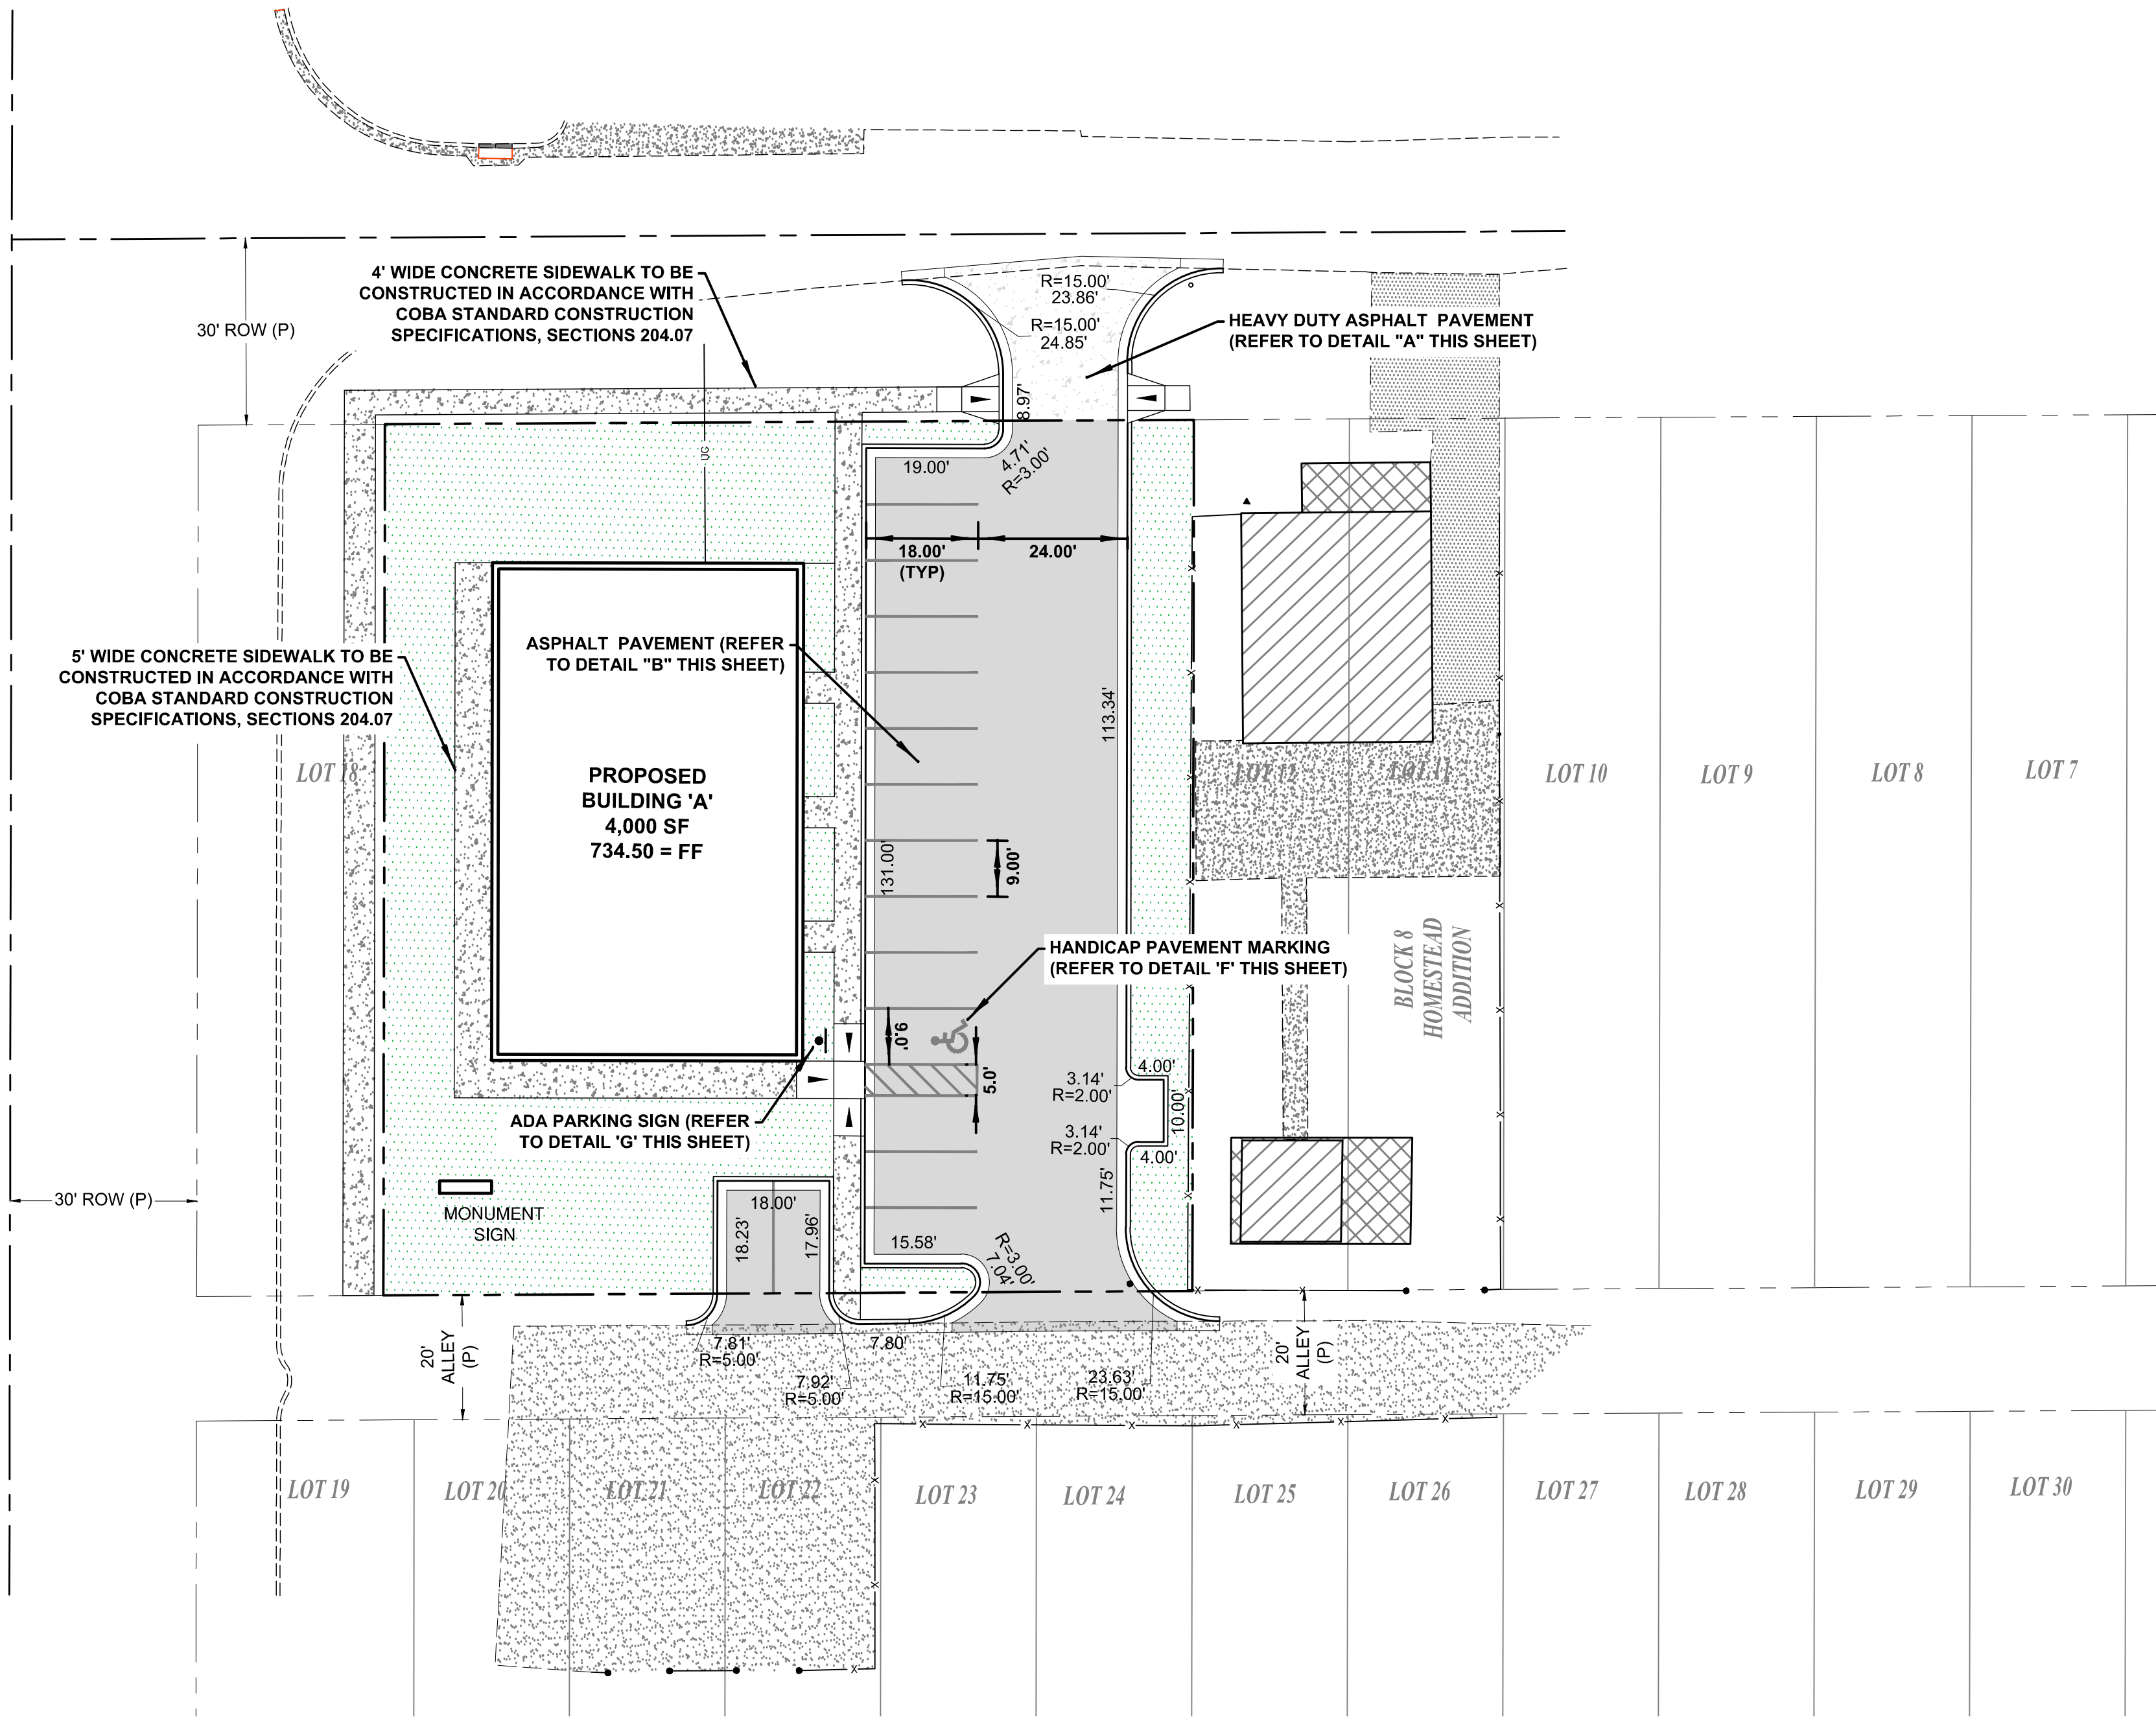 4' WIDE CONCRETE SIDEWALK TO BE
CONSTRUCTED IN ACCORDANCE WITH
COBA STANDARD CONSTRUCTION
SPECIFICATIONS, SECTIONS 204.07
30' ROW (P)
R=15.00'
23.86'
R=15.00'
24.85'
HEAVY DUTY ASPHALT PAVEMENT
(REFER TO DETAIL "A" THIS SHEET)
8.97'
UG
19.00'
4.71'
R=3.00'
18.00'
(TYP)
24.00'
ASPHALT PAVEMENT (REFER
TO DETAIL "B" THIS SHEET)
5' WIDE CONCRETE SIDEWALK TO BE
CONSTRUCTED IN ACCORDANCE WITH
COBA STANDARD CONSTRUCTION
SPECIFICATIONS, SECTIONS 204.07
113.34'
LOT 18
PROPOSED
BUILDING 'A'
4,000 SF
734.50 = FF
LOT 12
LOT 11
LOT 10
LOT 9
LOT 8
LOT 7
131.00'
9.00'
HANDICAP PAVEMENT MARKING
(REFER TO DETAIL 'F' THIS SHEET)
BLOCK 8
HOMESTEAD
ADDITION
9.0'
5.0'
ADA PARKING SIGN (REFER
TO DETAIL 'G' THIS SHEET)
4.00'
3.14'
R=2.00'
10.00'
3.14'
R=2.00'
4.00'
11.75'
30' ROW (P)
MONUMENT
SIGN
18.00'
18.23'
17.96'
15.58'
R=3.00'
7.04'
20'
ALLEY
(P)
7.81'
R=5.00'
7.80'
7.92'
R=5.00'
11.75'
R=15.00'
23.63'
R=15.00'
20'
ALLEY
(P)
LOT 19
LOT 20
LOT 21
LOT 22
LOT 23
LOT 24
LOT 25
LOT 26
LOT 27
LOT 28
LOT 29
LOT 30